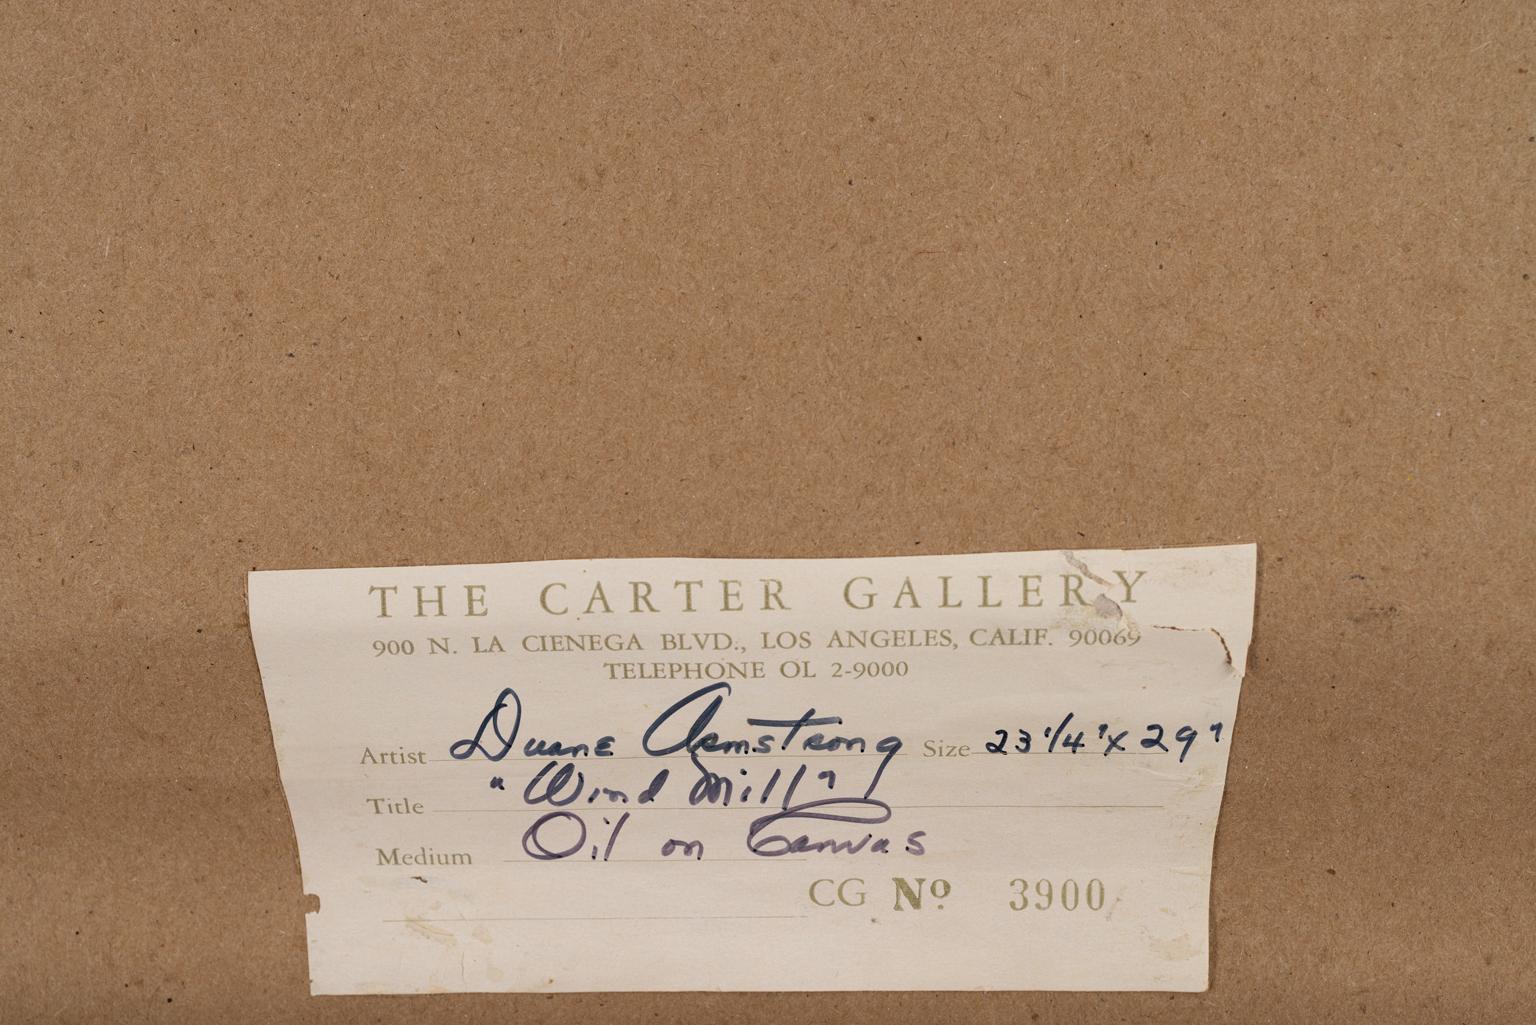 THE CARTER GALLERY
900 N. LA CIENEGA BLVD., LOS ANGELES, CALIF. 90069
TELEPHONE OL 2-9000
Artist Duane Armstrong Size 23 1/4" x 29"
Title "Wind Mill"
Medium Oil on Canvas
CG No 3900